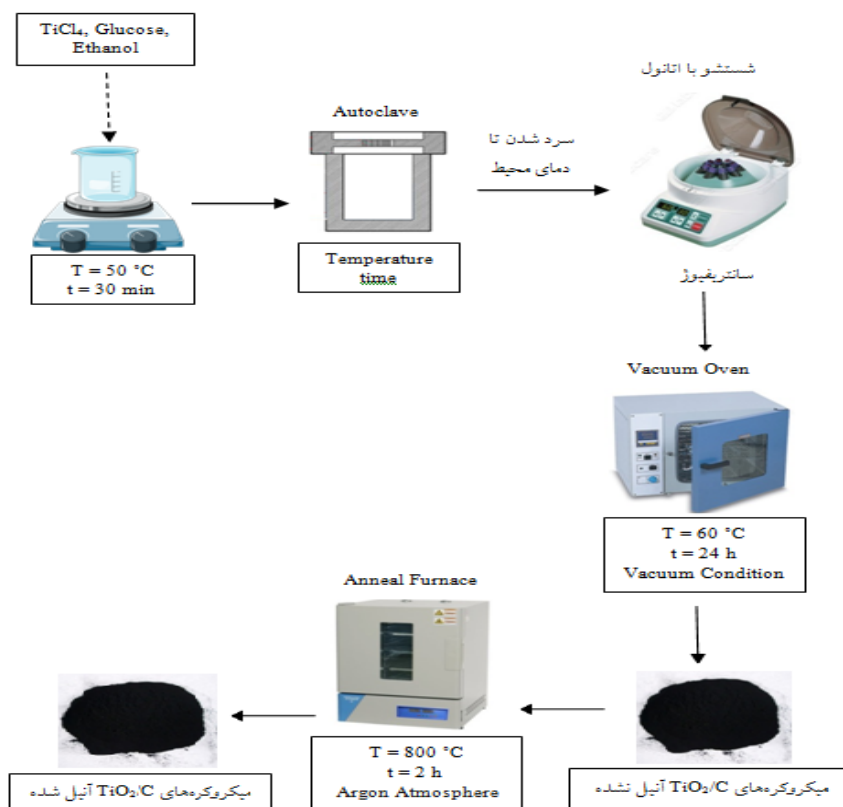 TiCl₄, Glucose,
Ethanol
T = 50 °C
t = 30 min
Autoclave
Temperature
time
سرد شدن تا
دمای محیط
شستشو با اتانول
سانتریفیوژ
Vacuum Oven
T = 60 °C
t = 24 h
Vacuum Condition
میکروکره‌های TiO₂/C آنیل نشده
Anneal Furnace
T = 800 °C
t = 2 h
Argon Atmosphere
میکروکره‌های TiO₂/C آنیل شده